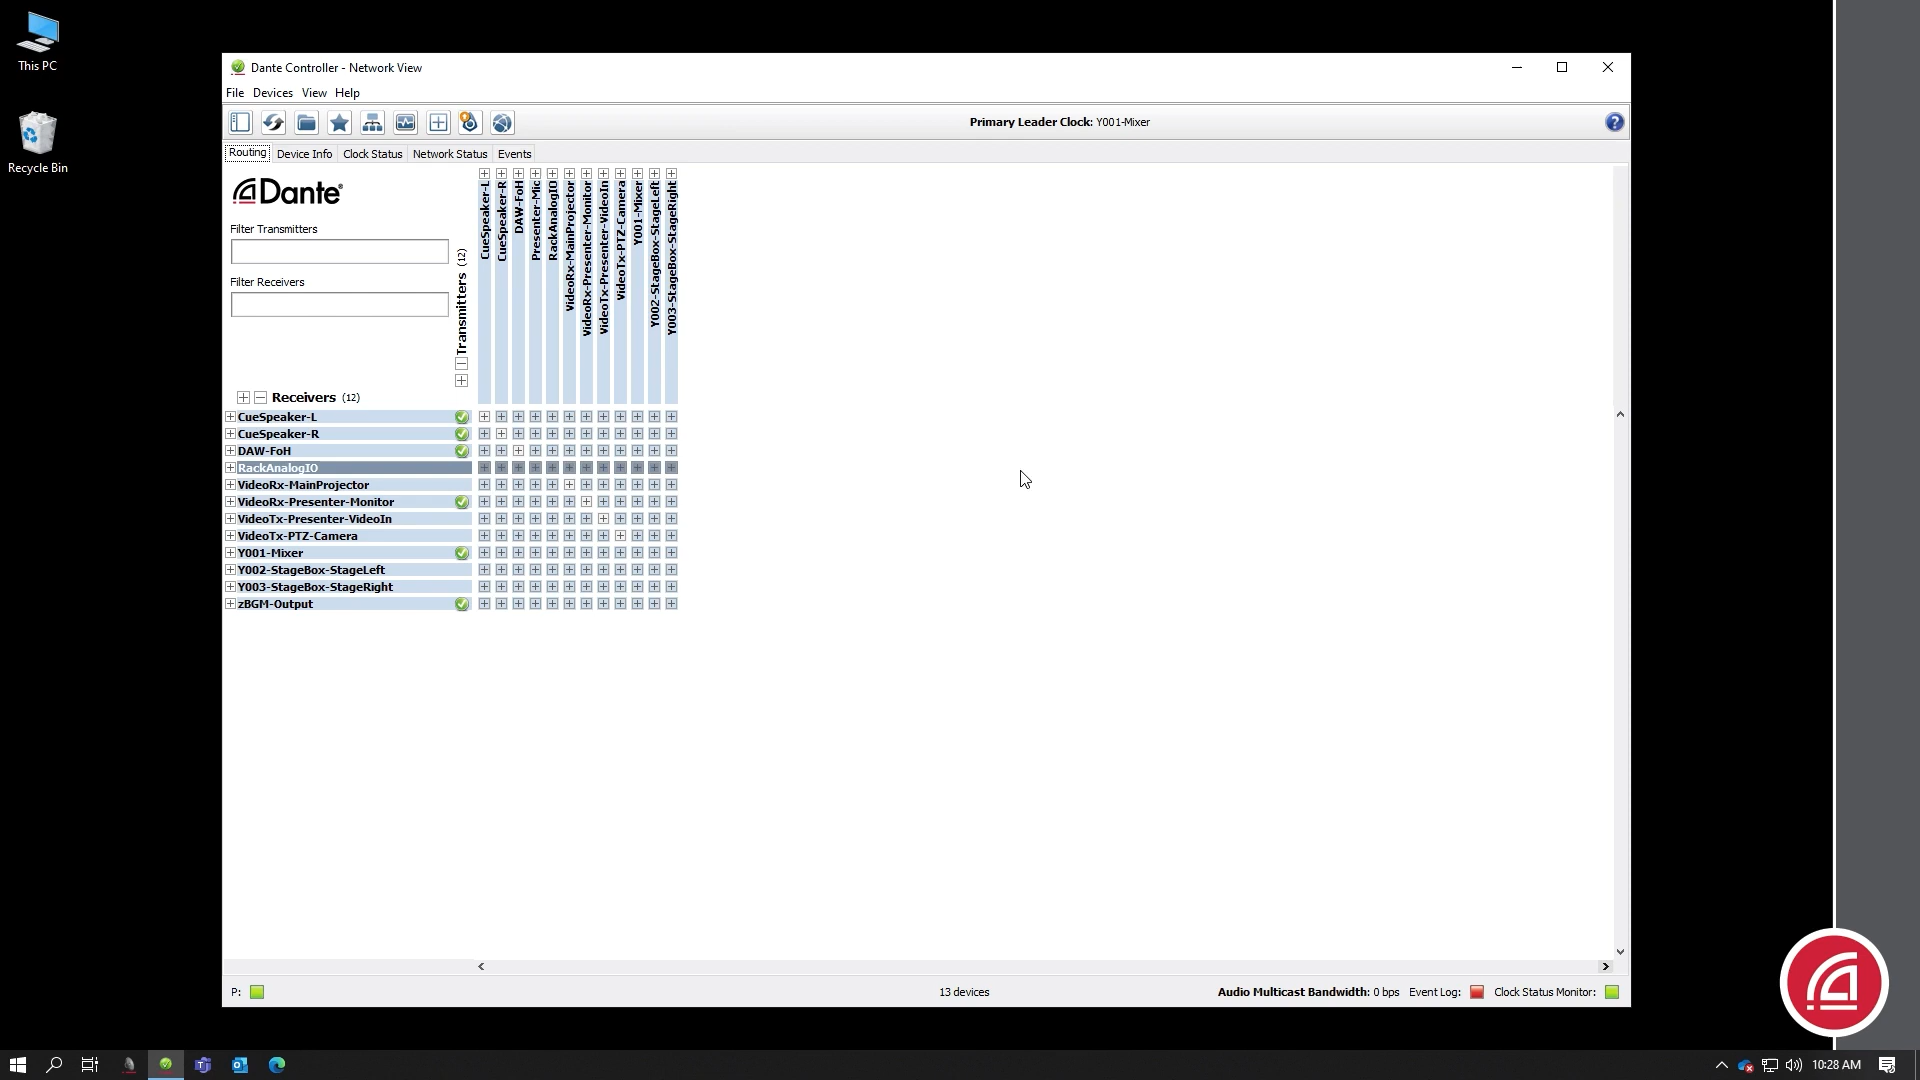 This PC
Recycle Bin
Dante Controller - Network View
File Devices View Help
Primary Leader Clock: Y001-Mixer
Routing Device Info Clock Status Network Status Events
Dante
Filter Transmitters
Filter Receivers
Transmitters (12)
CueSpeaker-L
CueSpeaker-R
DAW-FoH
Presenter-Mic
RackAnalogIO
VideoRx-MainProjector
VideoRx-Presenter-Monitor
VideoTx-Presenter-VideoIn
VideoTx-PTZ-Camera
Y001-Mixer
Y002-StageBox-StageLeft
Y003-StageBox-StageRight
Receivers (12)
CueSpeaker-L
CueSpeaker-R
DAW-FoH
RackAnalogIO
VideoRx-MainProjector
VideoRx-Presenter-Monitor
VideoTx-Presenter-VideoIn
VideoTx-PTZ-Camera
Y001-Mixer
Y002-StageBox-StageLeft
Y003-StageBox-StageRight
zBGM-Output
P: 13 devices Audio Multicast Bandwidth: 0 bps Event Log: Clock Status Monitor:
10:28 AM